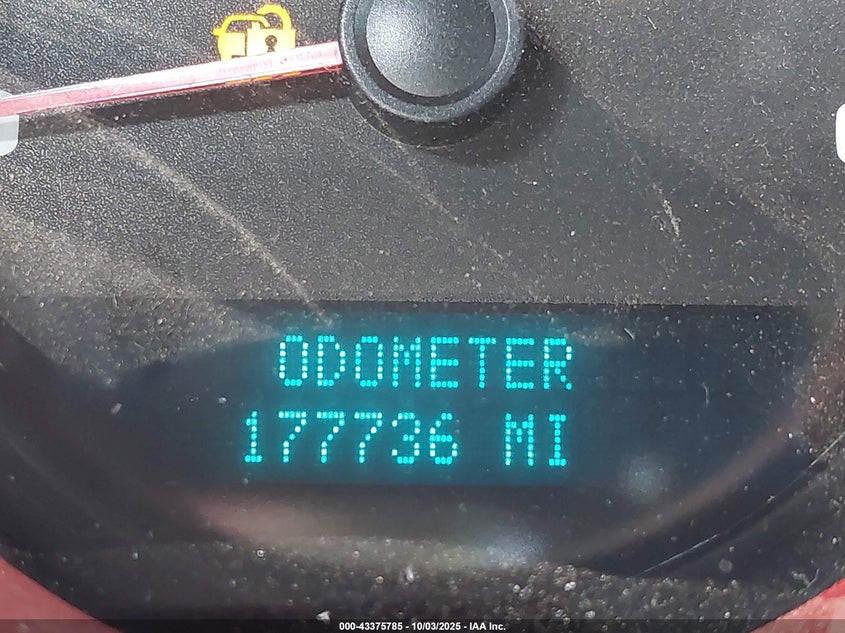 ODOMETER
177736 MI
000-43375785 - 10/03/2025 - IAA Inc.